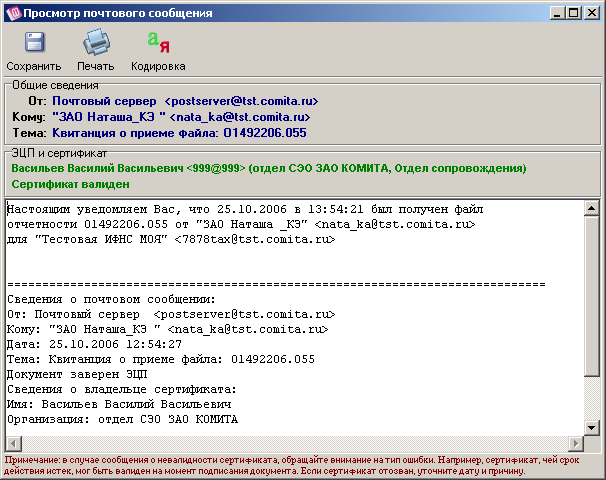 Просмотр почтового сообщения
Сохранить Печать Кодировка
Общие сведения
От: Почтовый сервер <postserver@tst.comita.ru>
Кому: "ЗАО Наташа_КЭ " <nata_ka@tst.comita.ru>
Тема: Квитанция о приеме файла: 01492206.055
ЭЦП и сертификат
Васильев Василий Васильевич <999@999> (отдел СЭО ЗАО КОМИТА, Отдел сопровождения)
Сертификат валиден
Настоящим уведомляем Вас, что 25.10.2006 в 13:54:21 был получен файл
отчетности 01492206.055 от "ЗАО Наташа _КЭ" <nata_ka@tst.comita.ru>
для "Тестовая ИФНС МОЯ" <7878tax@tst.comita.ru>
=============================================================================
Сведения о почтовом сообщении:
От: Почтовый сервер <postserver@tst.comita.ru>
Кому: "ЗАО Наташа_КЭ " <nata_ka@tst.comita.ru>
Дата: 25.10.2006 12:54:27
Тема: Квитанция о приеме файла: 01492206.055
Документ заверен ЭЦП
Сведения о владельце сертификата:
Имя: Васильев Василий Васильевич
Организация: отдел СЭО ЗАО КОМИТА
Примечание: в случае сообщения о невалидности сертификата, обращайте внимание на тип ошибки. Например, сертификат, чей срок
действия истек, мог быть валиден на момент подписания документа. Если сертификат отозван, уточните дату и причину.